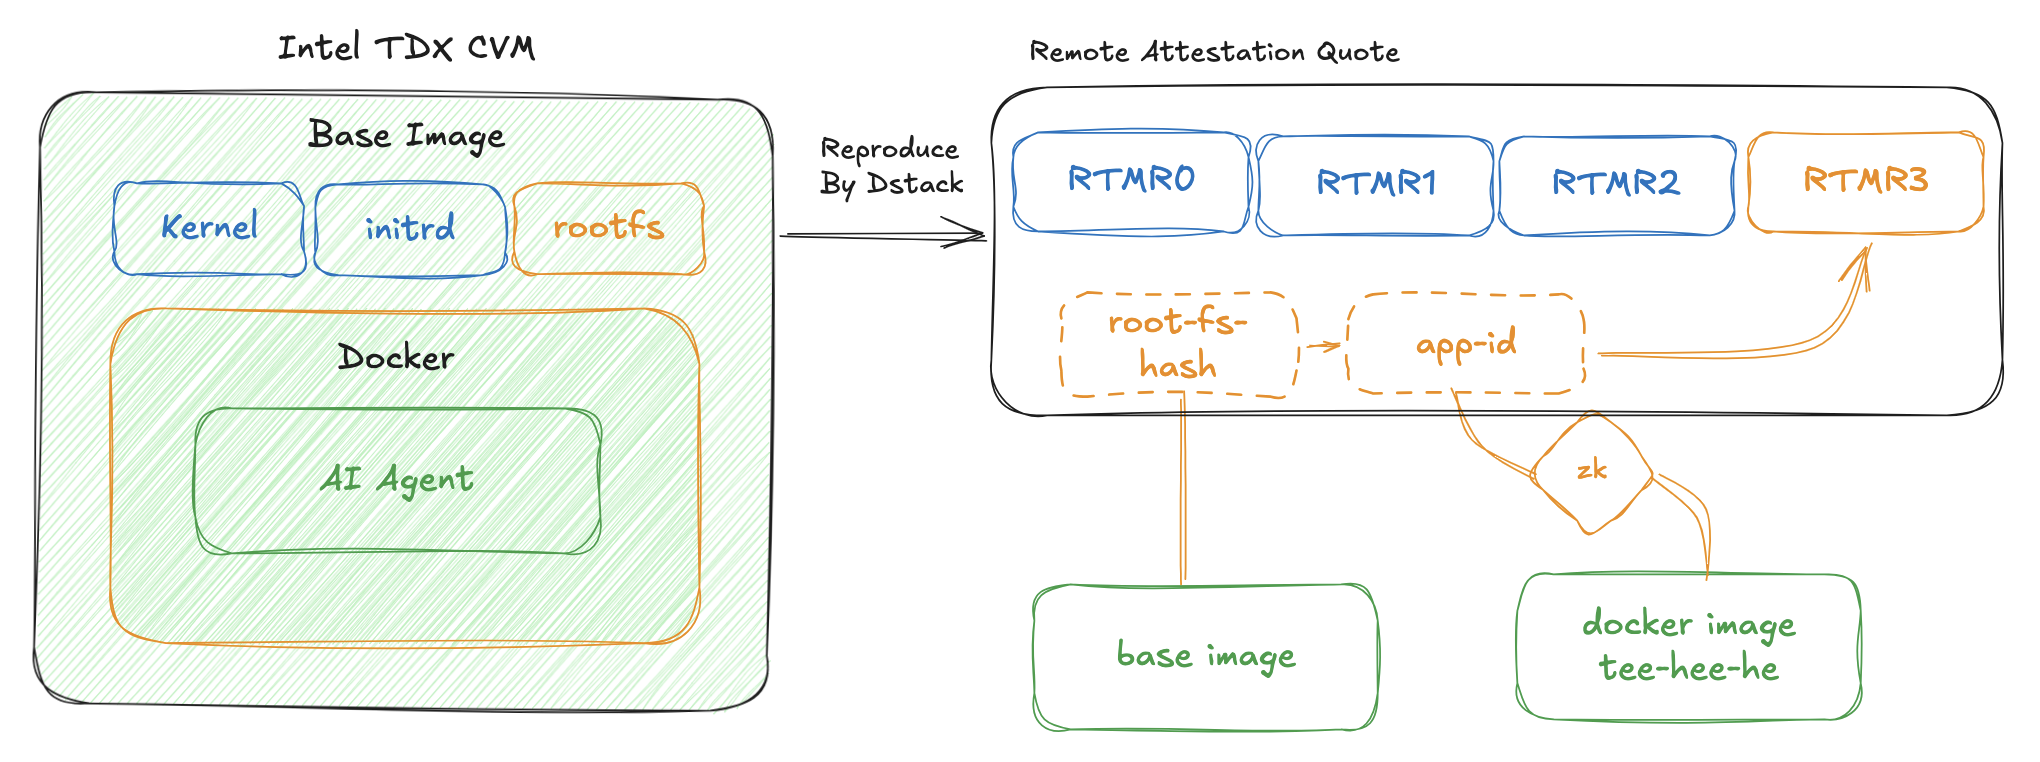 Intel TDX CVM
Base Image
Kernel
initrd
rootfs
Docker
AI Agent
Reproduce
By Dstack
Remote Attestation Quote
RTMR0
RTMR1
RTMR2
RTMR3
root-fs-
hash
app-id
zk
base image
docker image
tee-hee-he